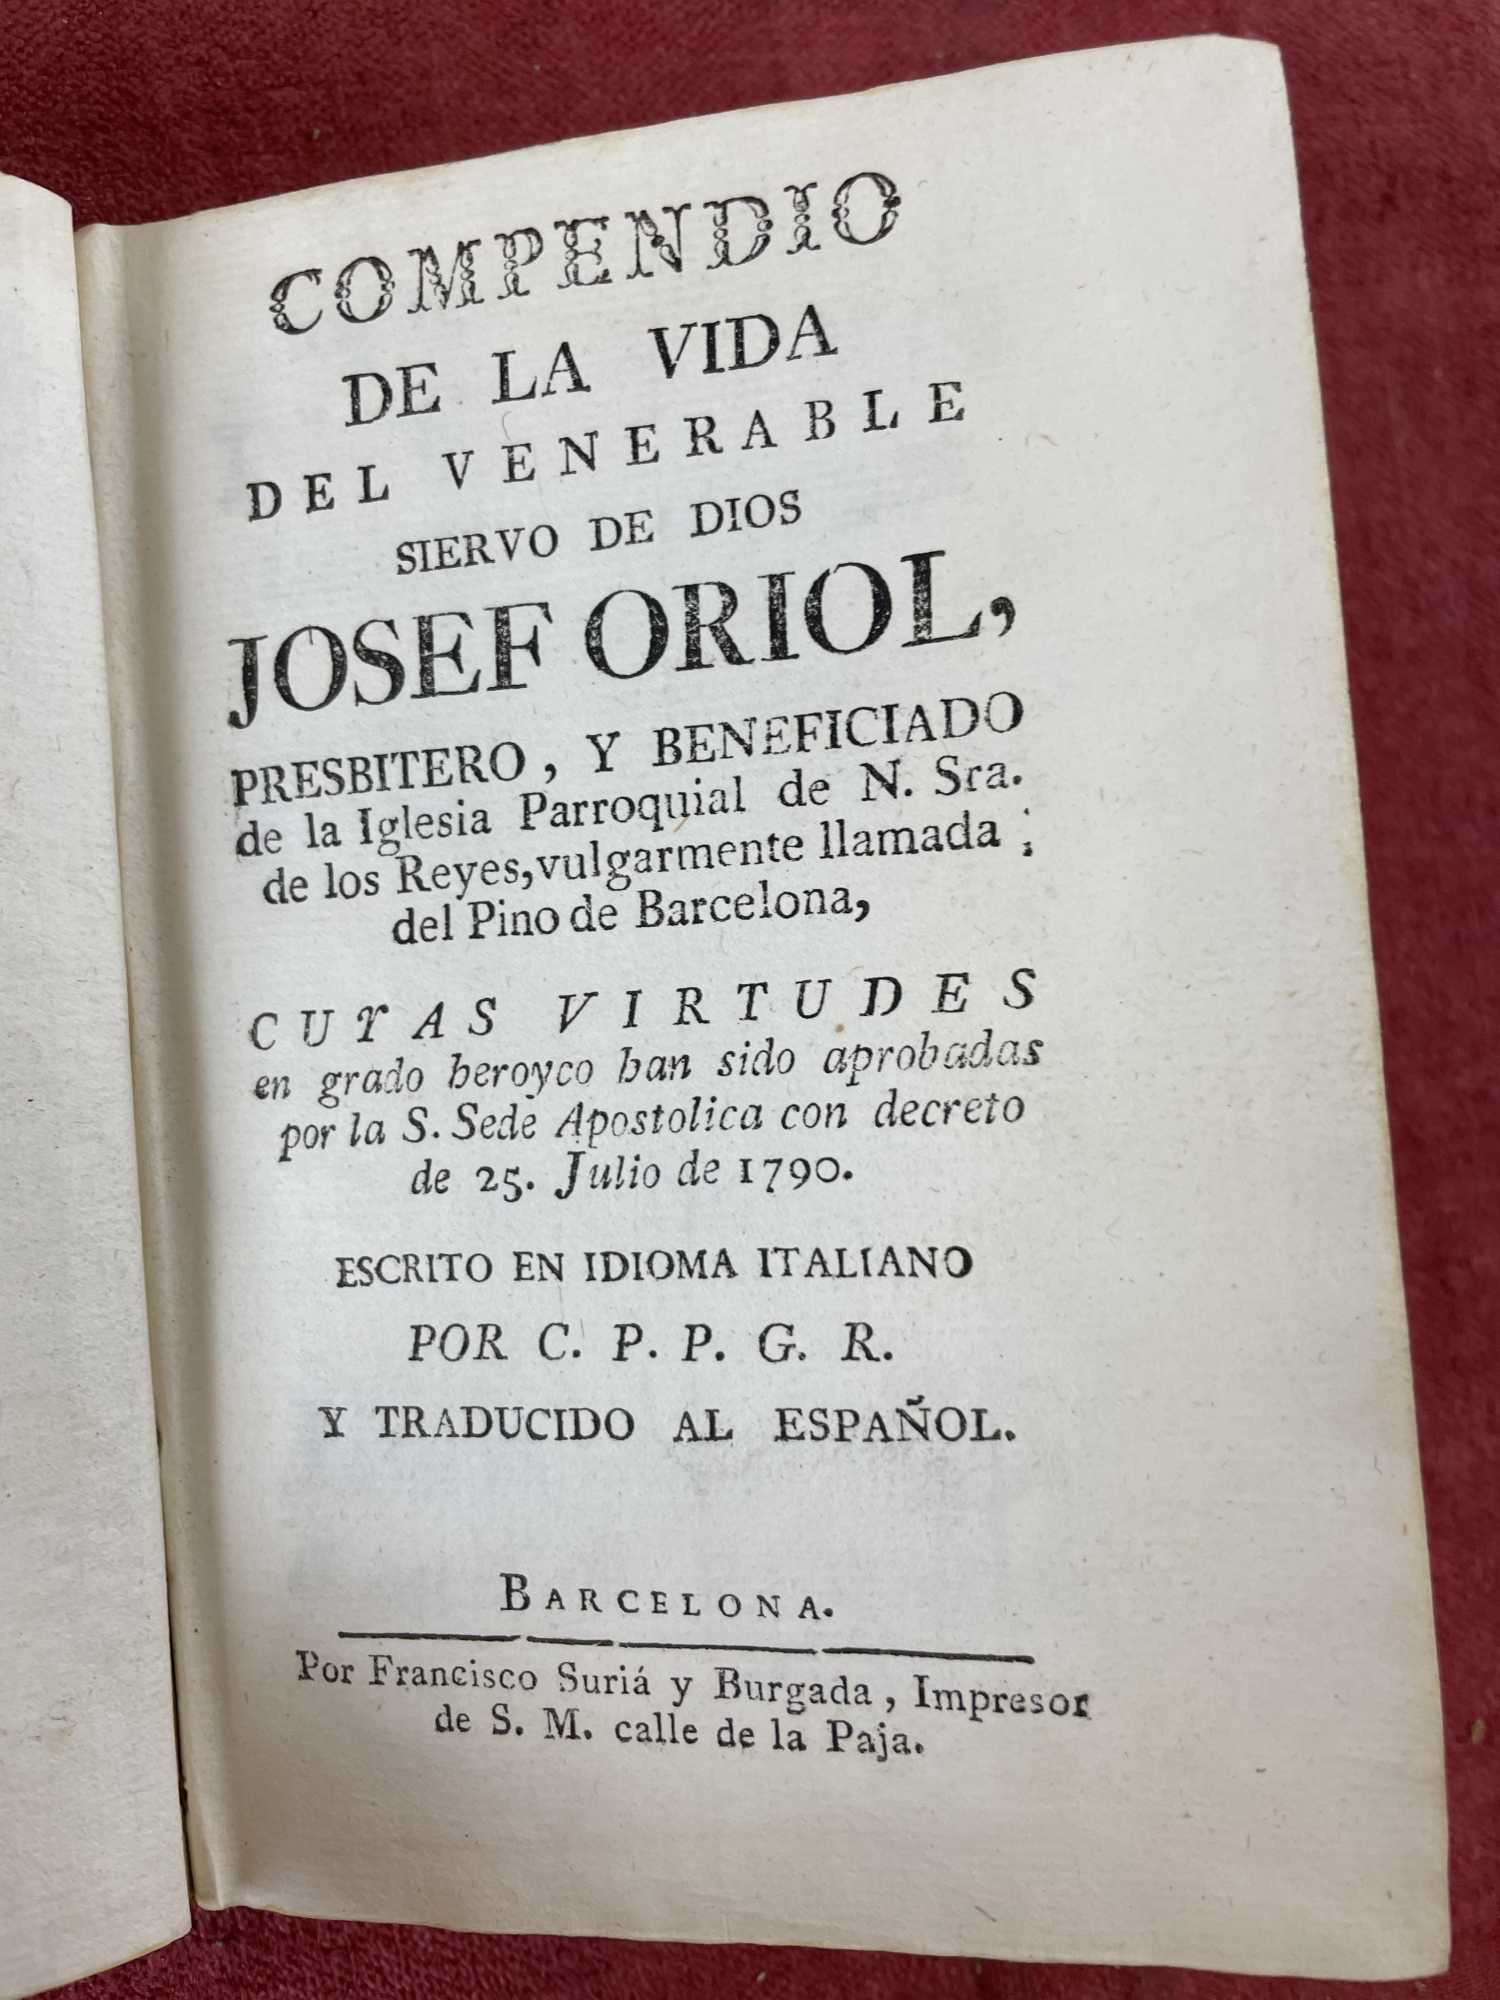 COMPENDIO
DE LA VIDA
DEL VENERABLE
SIERVO DE DIOS
JOSEF ORIOL,
PRESBITERO, Y BENEFICIADO
de la Iglesia Parroquial de N. Sra.
de los Reyes, vulgarmente llamada
del Pino de Barcelona,
CUYAS VIRTUDES
en grado heroyco han sido aprobadas
por la S. Sede Apostolica con decreto
de 25. Julio de 1790.
ESCRITO EN IDIOMA ITALIANO
POR C. P. P. G. R.
Y TRADUCIDO AL ESPAÑOL.
BARCELONA.
Por Francisco Suriá y Burgada, Impresor
de S. M. calle de la Paja.